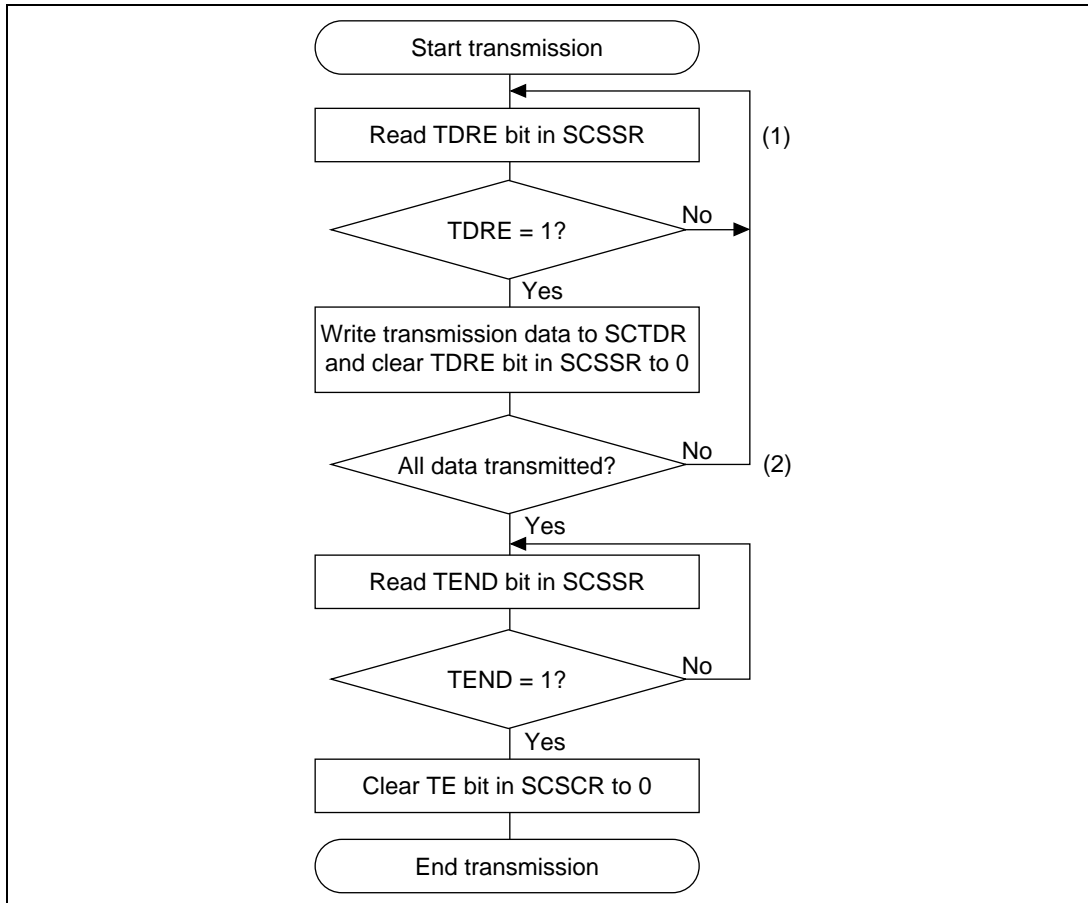 Start transmission
Read TDRE bit in SCSSR
(1)
TDRE = 1?
No
Yes
Write transmission data to SCTDR
and clear TDRE bit in SCSSR to 0
All data transmitted?
No
(2)
Yes
Read TEND bit in SCSSR
TEND = 1?
No
Yes
Clear TE bit in SCSCR to 0
End transmission